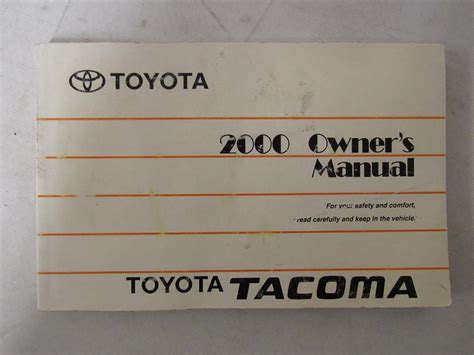 TOYOTA
2000 Owner's
Manual
For your safety and comfort,
read carefully and keep in the vehicle.
TOYOTA TACOMA